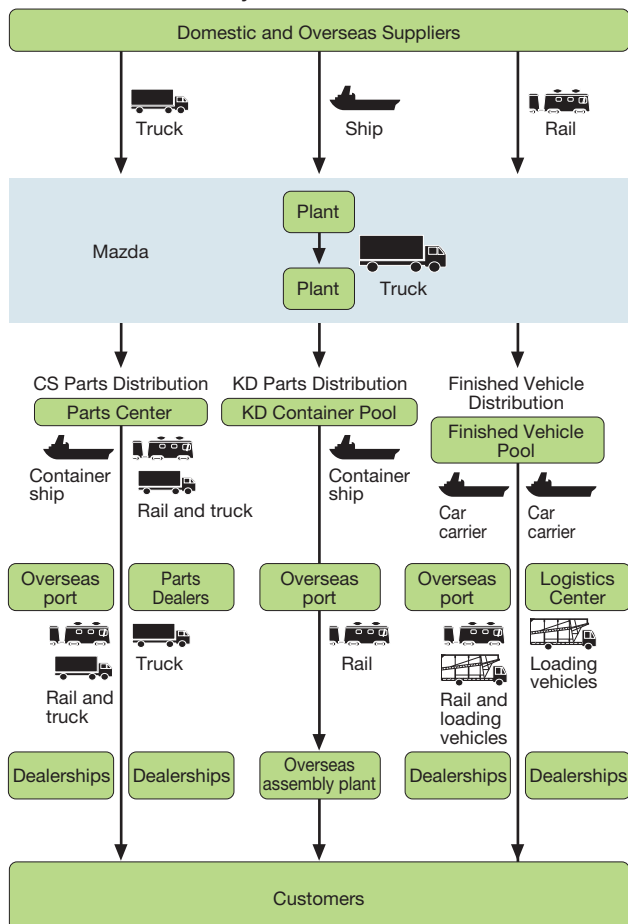 Domestic and Overseas Suppliers
Truck
Ship
Rail
Mazda
Plant
Plant
Truck
CS Parts Distribution
Parts Center
Container
ship
Rail and truck
Overseas
port
Parts
Dealers
Rail and
truck
Truck
Dealerships
Dealerships
KD Parts Distribution
KD Container Pool
Container
ship
Overseas
port
Rail
Overseas
assembly plant
Finished Vehicle
Distribution
Finished Vehicle
Pool
Car
carrier
Car
carrier
Overseas
port
Logistics
Center
Rail and
loading
vehicles
Loading
vehicles
Dealerships
Dealerships
Customers